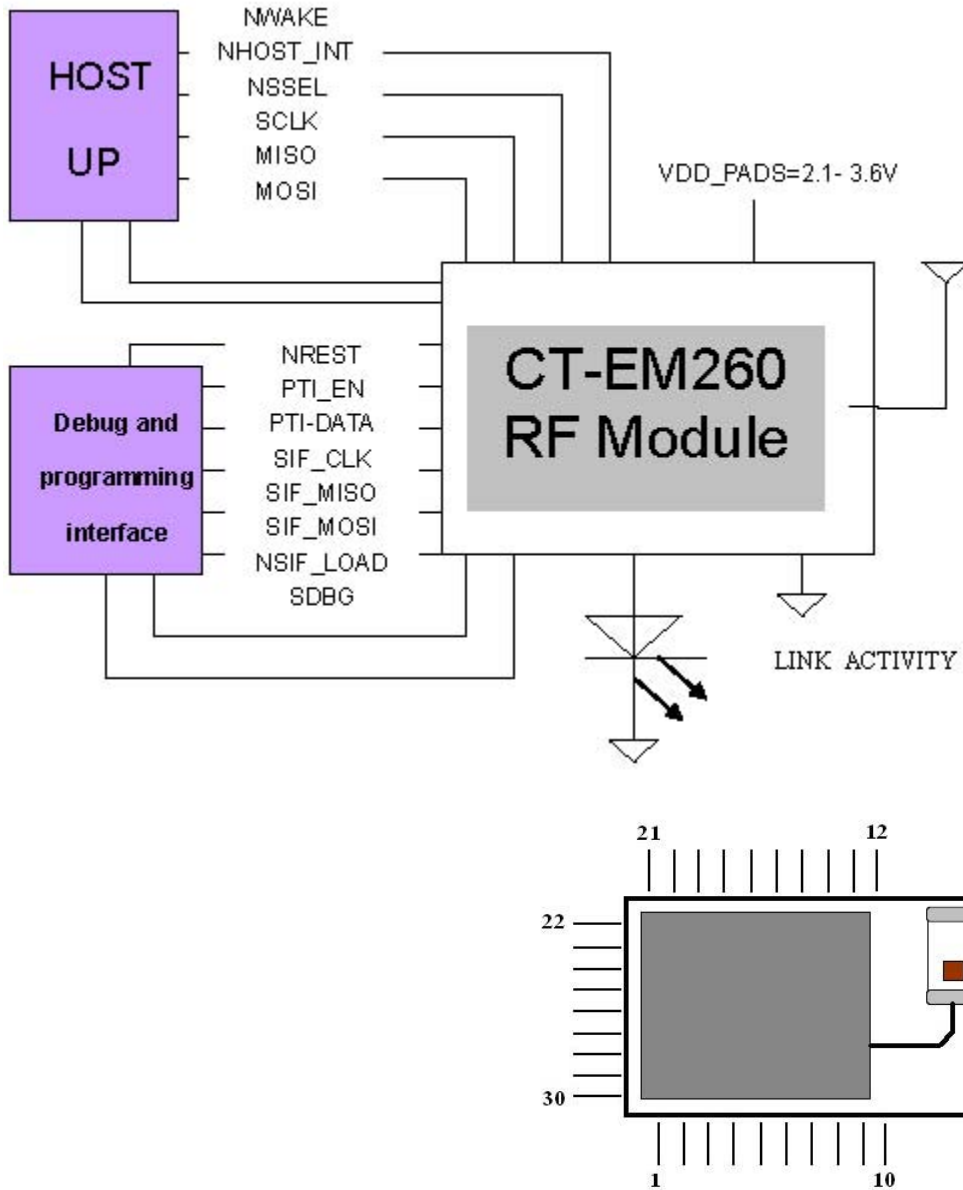 NWAKE
NHOST_INT
NSSEL
SCLK
MISO
MOSI
HOST
UP
VDD_PADS=2.1- 3.6V
CT-EM260
RF Module
NREST
PTI_EN
PTI-DATA
SIF_CLK
SIF_MISO
SIF_MOSI
NSIF_LOAD
SDBG
Debug and
programming
interface
LINK ACTIVITY
21
12
22
30
1
10